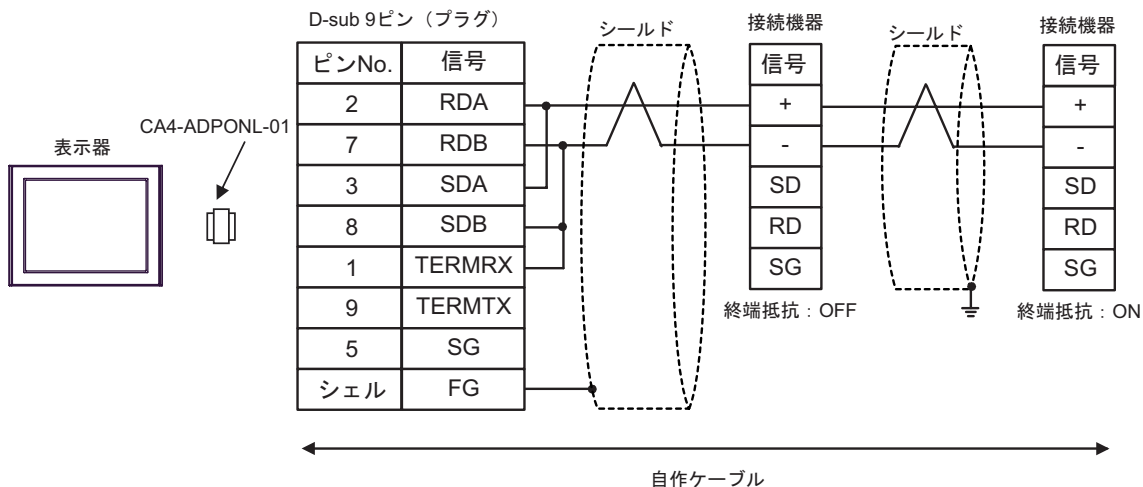 D-sub 9ピン（プラグ）
シールド
接続機器
シールド
接続機器
ピンNo. 信号
信号
信号
2 RDA
+
+
CA4-ADPONL-01
表示器
7 RDB
-
-
3 SDA
SD
SD
8 SDB
RD
RD
1 TERMRX
SG
SG
9 TERMTX
終端抵抗：OFF
終端抵抗：ON
5 SG
シェル FG
自作ケーブル